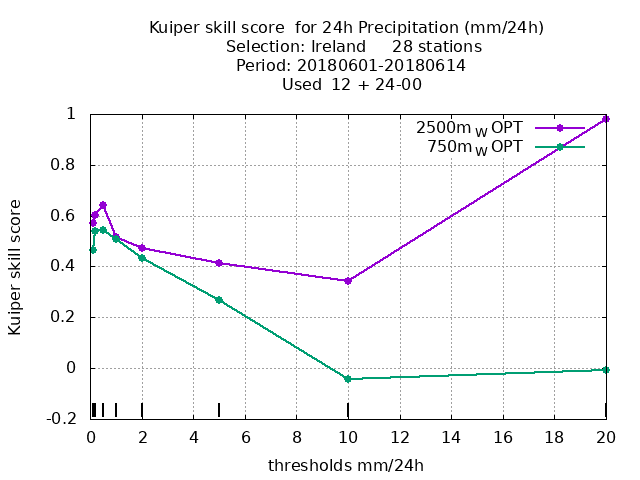 Kuiper skill score  for 24h Precipitation (mm/24h)
Selection: Ireland     28 stations
Period: 20180601-20180614
Used  12 + 24-00
2500m W OPT
750m W OPT
Kuiper skill score
1
0.8
0.6
0.4
0.2
0
-0.2
0 2 4 6 8 10 12 14 16 18 20
thresholds mm/24h